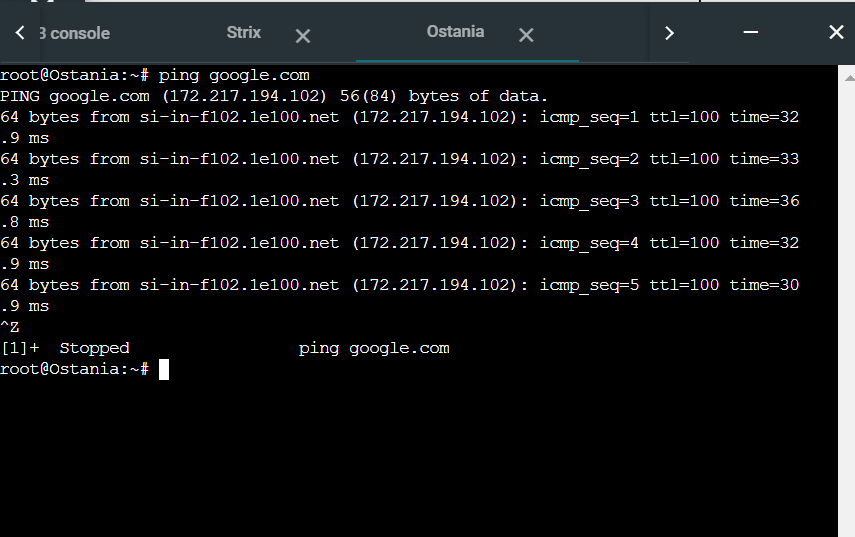 3 console Strix Ostania
root@Ostania:~# ping google.com
PING google.com (172.217.194.102) 56(84) bytes of data.
64 bytes from si-in-f102.1e100.net (172.217.194.102): icmp_seq=1 ttl=100 time=32
.9 ms
64 bytes from si-in-f102.1e100.net (172.217.194.102): icmp_seq=2 ttl=100 time=33
.3 ms
64 bytes from si-in-f102.1e100.net (172.217.194.102): icmp_seq=3 ttl=100 time=36
.8 ms
64 bytes from si-in-f102.1e100.net (172.217.194.102): icmp_seq=4 ttl=100 time=32
.9 ms
64 bytes from si-in-f102.1e100.net (172.217.194.102): icmp_seq=5 ttl=100 time=30
.9 ms
^Z
[1]+  Stopped                 ping google.com
root@Ostania:~#